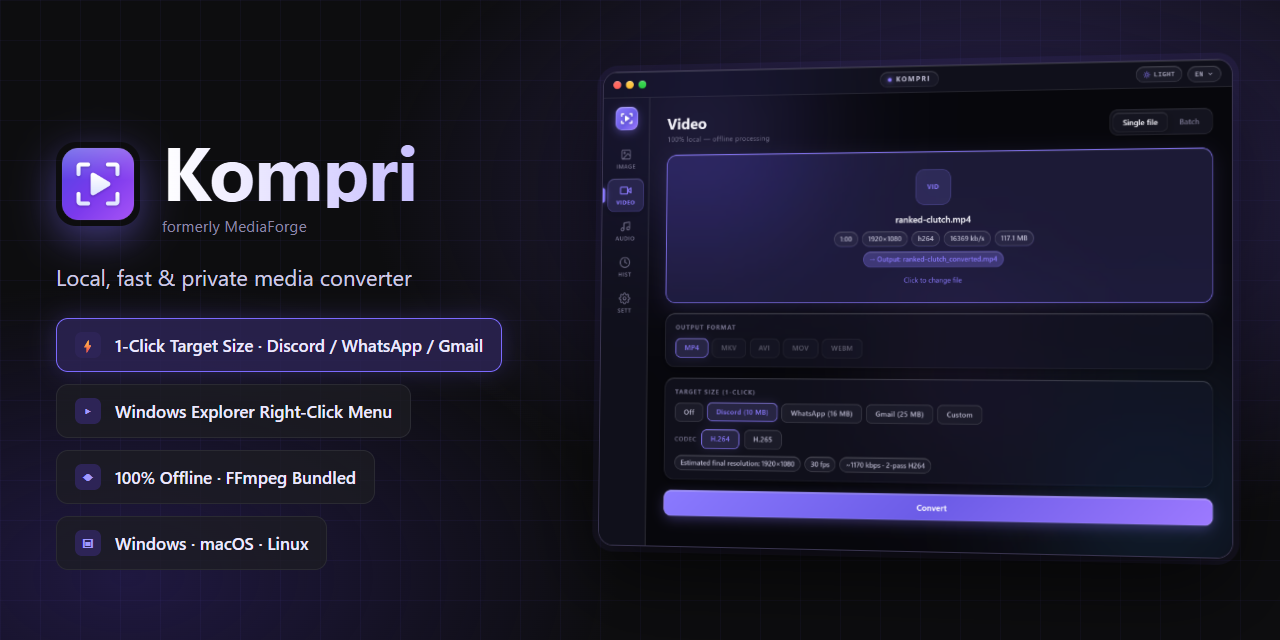 Kompri
formerly MediaForge
Local, fast & private media converter
1-Click Target Size · Discord / WhatsApp / Gmail
Windows Explorer Right-Click Menu
100% Offline · FFmpeg Bundled
Windows · macOS · Linux
KOMPRI
LIGHT
EN
IMAGE
VIDEO
AUDIO
HIST
SETT
Video
100% local — offline processing
Single file
Batch
VID
ranked-clutch.mp4
1:00 1920×1080 h264 16369 kb/s 117.1 MB
→ Output: ranked-clutch_converted.mp4
Click to change file
OUTPUT FORMAT
MP4 MKV AVI MOV WEBM
TARGET SIZE (1-CLICK)
Off Discord (10 MB) WhatsApp (16 MB) Gmail (25 MB) Custom
CODEC H.264 H.265
Estimated final resolution: 1920×1080 30 fps ~1170 kbps · 2-pass H264
Convert